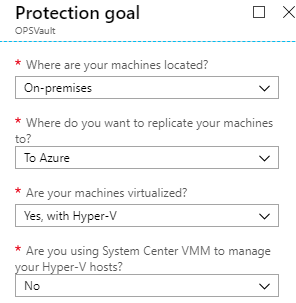 Protection goal
OPSVault
* Where are your machines located?
On-premises
* Where do you want to replicate your machines
to?
To Azure
* Are your machines virtualized?
Yes, with Hyper-V
* Are you using System Center VMM to manage
your Hyper-V hosts?
No